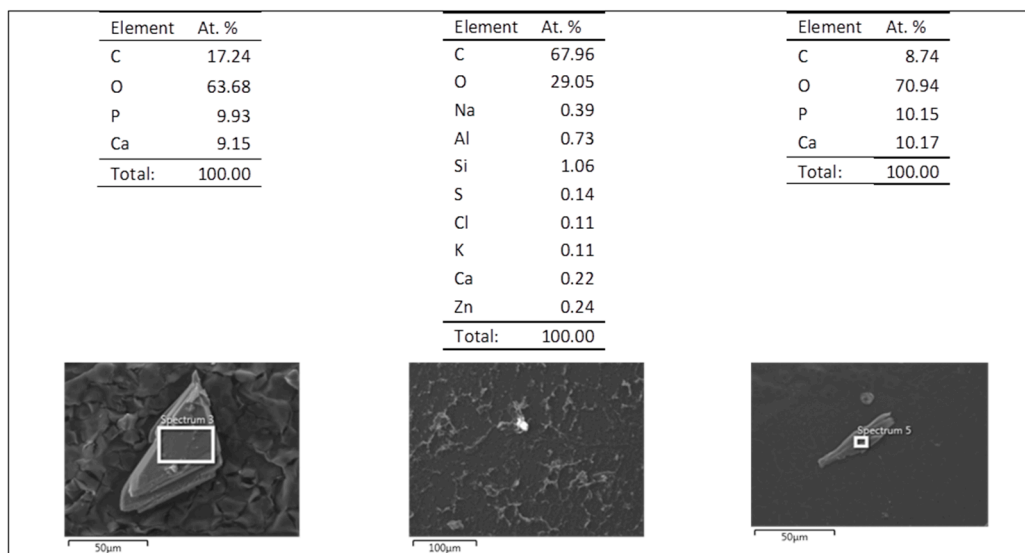 Element At. %
C 17.24
O 63.68
P 9.93
Ca 9.15
Total: 100.00
Element At. %
C 67.96
O 29.05
Na 0.39
Al 0.73
Si 1.06
S 0.14
Cl 0.11
K 0.11
Ca 0.22
Zn 0.24
Total: 100.00
Element At. %
C 8.74
O 70.94
P 10.15
Ca 10.17
Total: 100.00
Spectrum 3
50µm
100µm
Spectrum 5
50µm